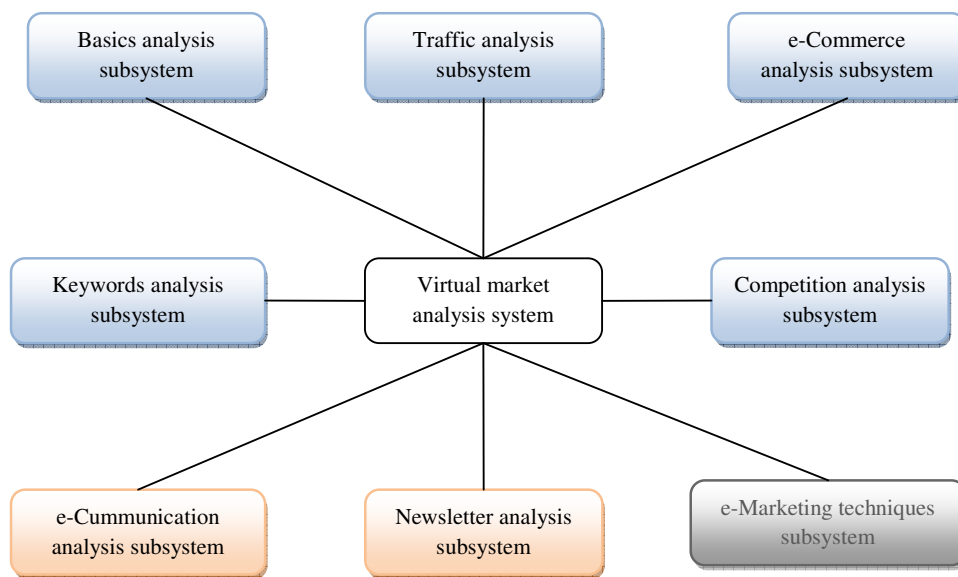 Basics analysis
subsystem
Traffic analysis
subsystem
e-Commerce
analysis subsystem
Keywords analysis
subsystem
Virtual market
analysis system
Competition analysis
subsystem
e-Cummunication
analysis subsystem
Newsletter analysis
subsystem
e-Marketing techniques
subsystem